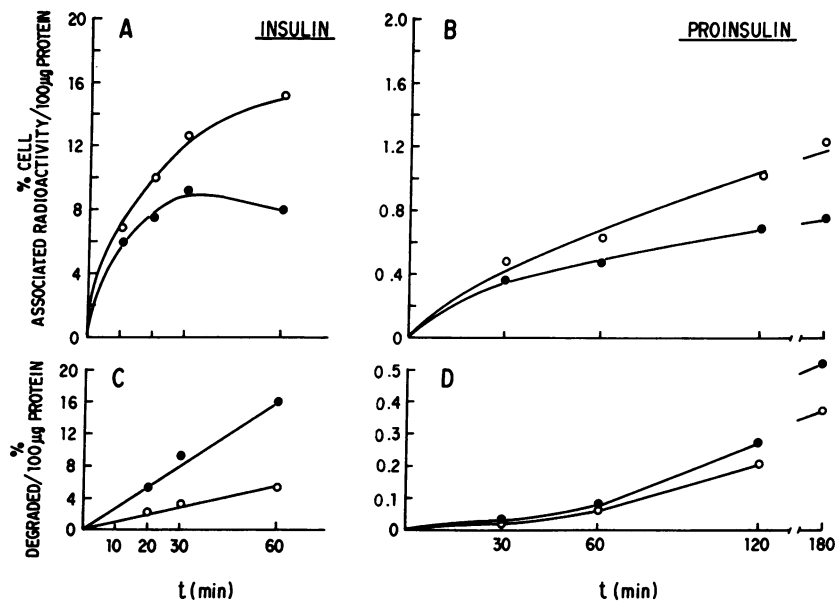 A INSULIN
B PROINSULIN
% CELL
ASSOCIATED RADIOACTIVITY/100µg PROTEIN
20
16
12
8
4
0
2.0
1.6
1.2
0.8
0.4
0
C
D
%
DEGRADED/100µg PROTEIN
20
16
12
8
4
0
10 20 30 60
0.5
0.4
0.3
0.2
0.1
0
30 60 120 180
t (min)
t (min)